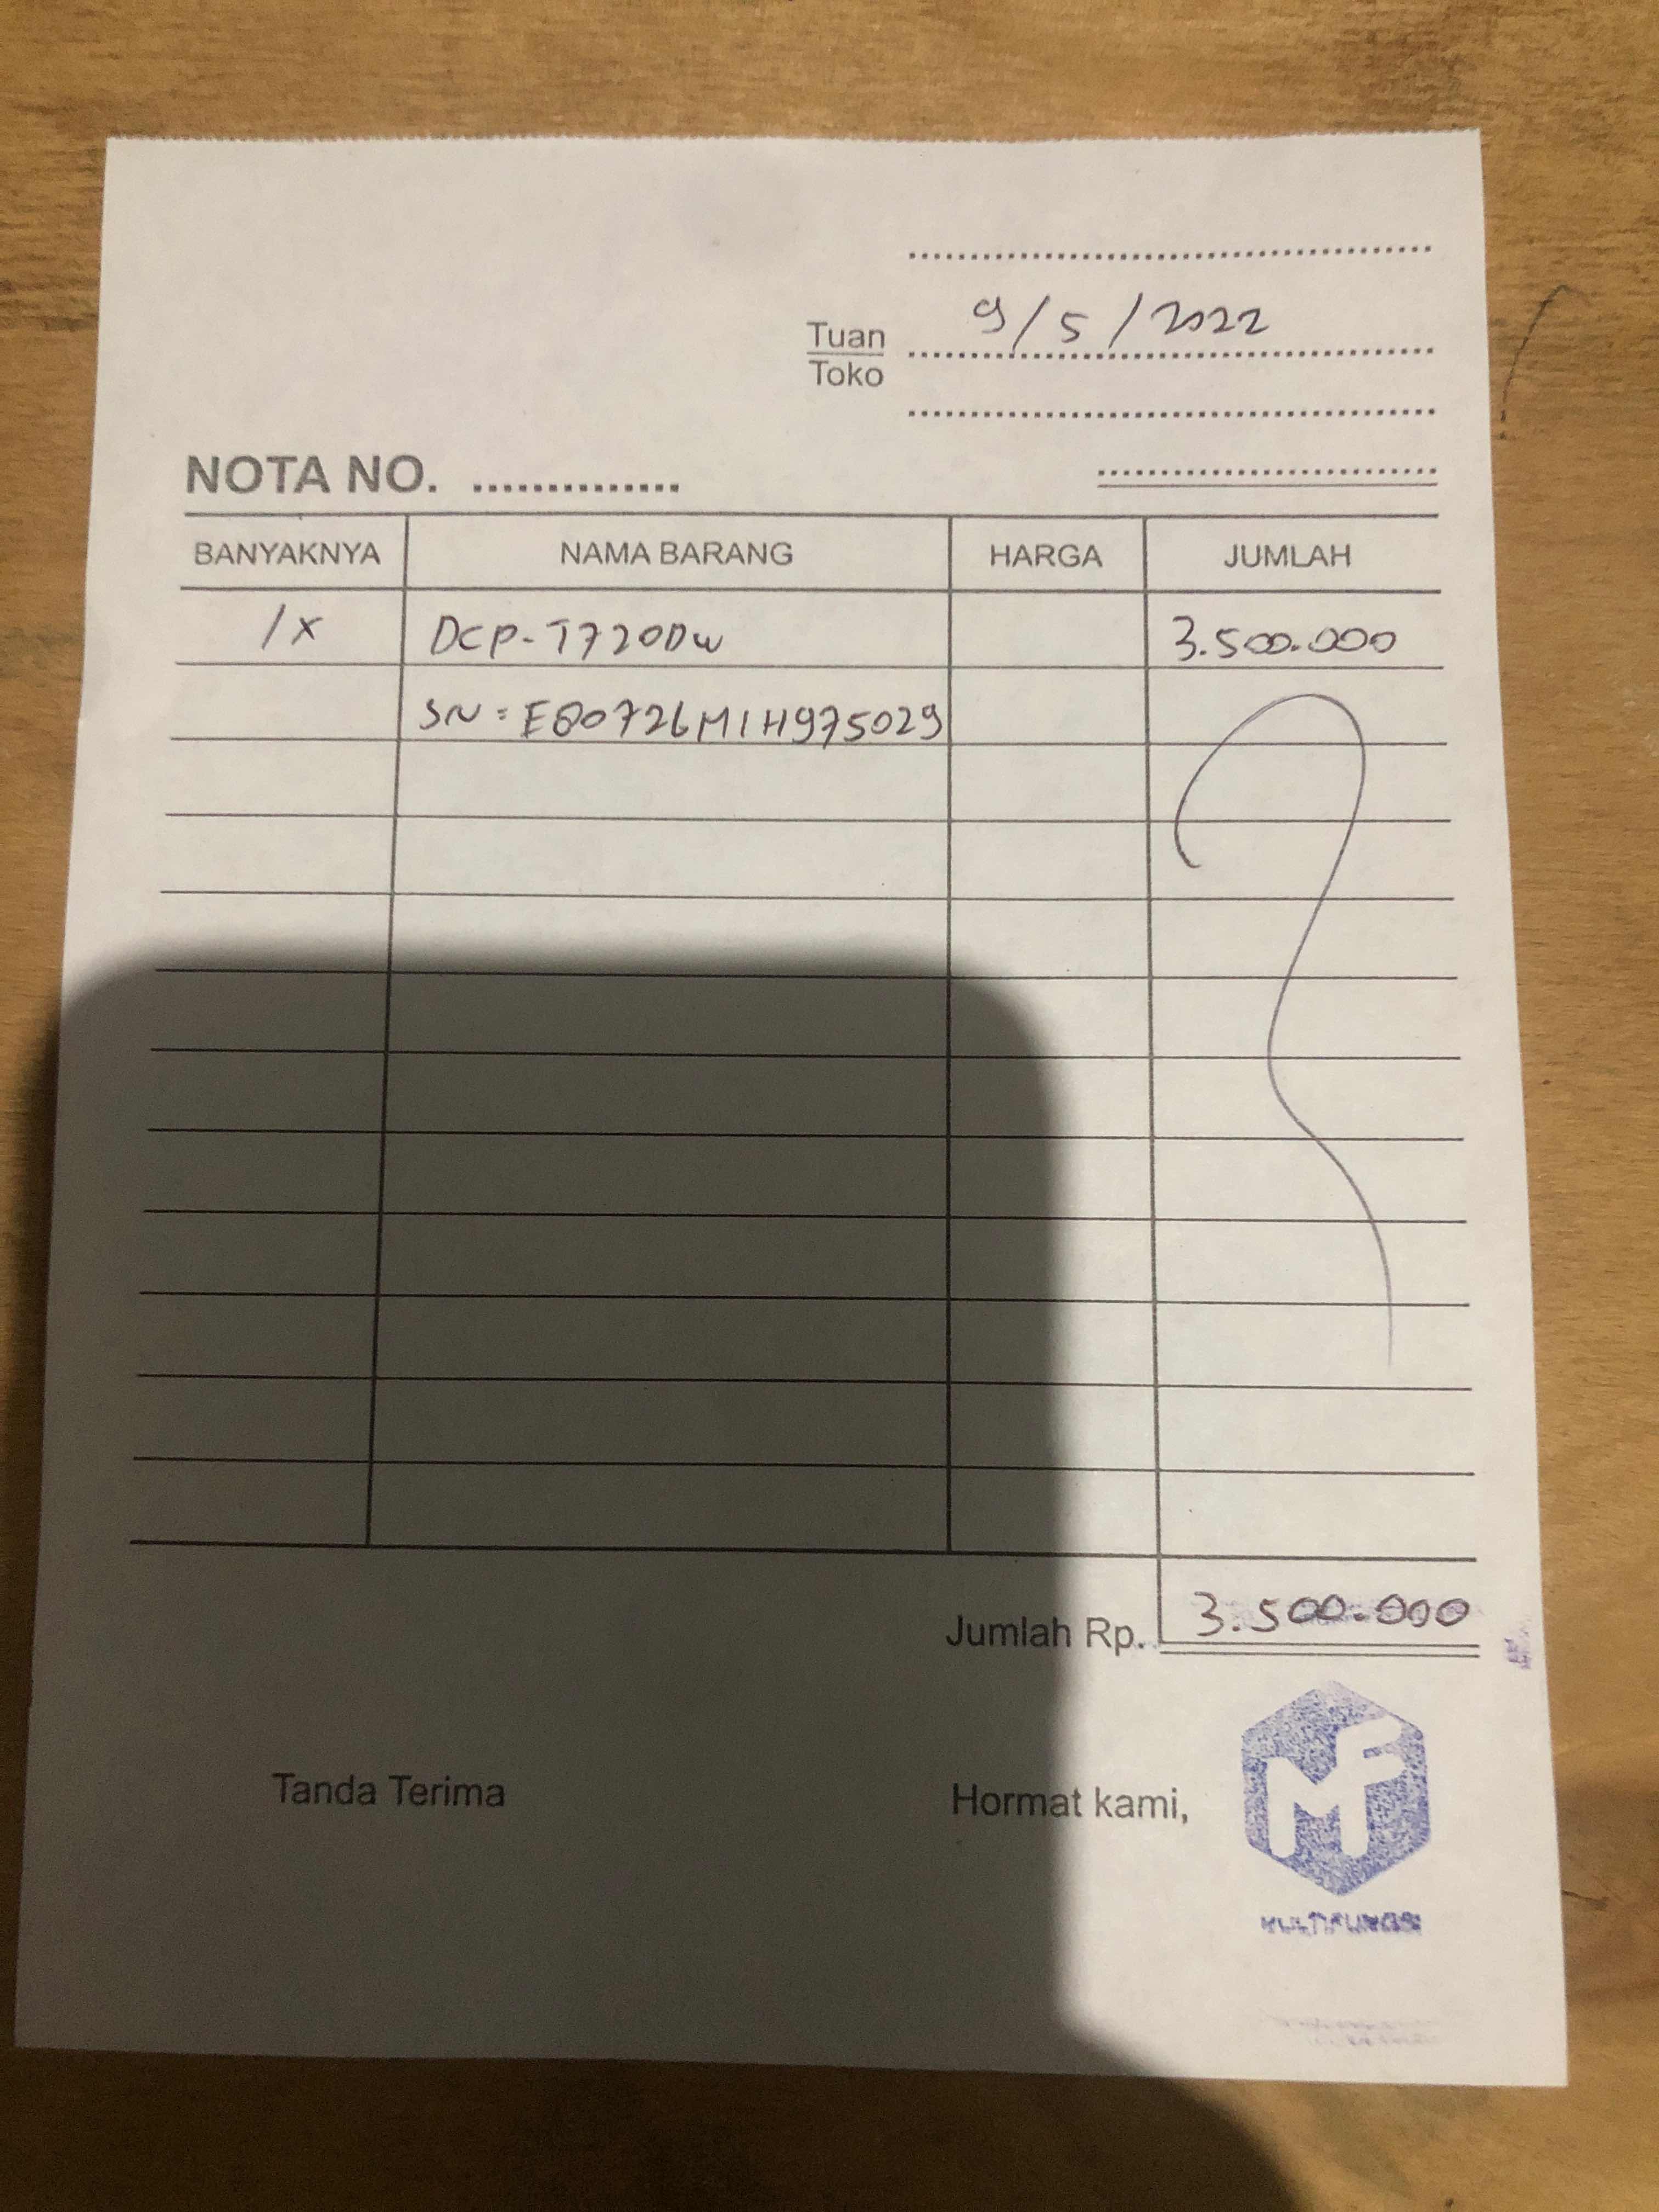 9/5/2022
Tuan
Toko
NOTA NO.
BANYAKNYA NAMA BARANG HARGA JUMLAH
1x DCP-T720DW 3.500.000
SN = E80726M1H975029
Jumlah Rp. 3.500.000
Tanda Terima Hormat kami,
MF
MULTIFUNGSI